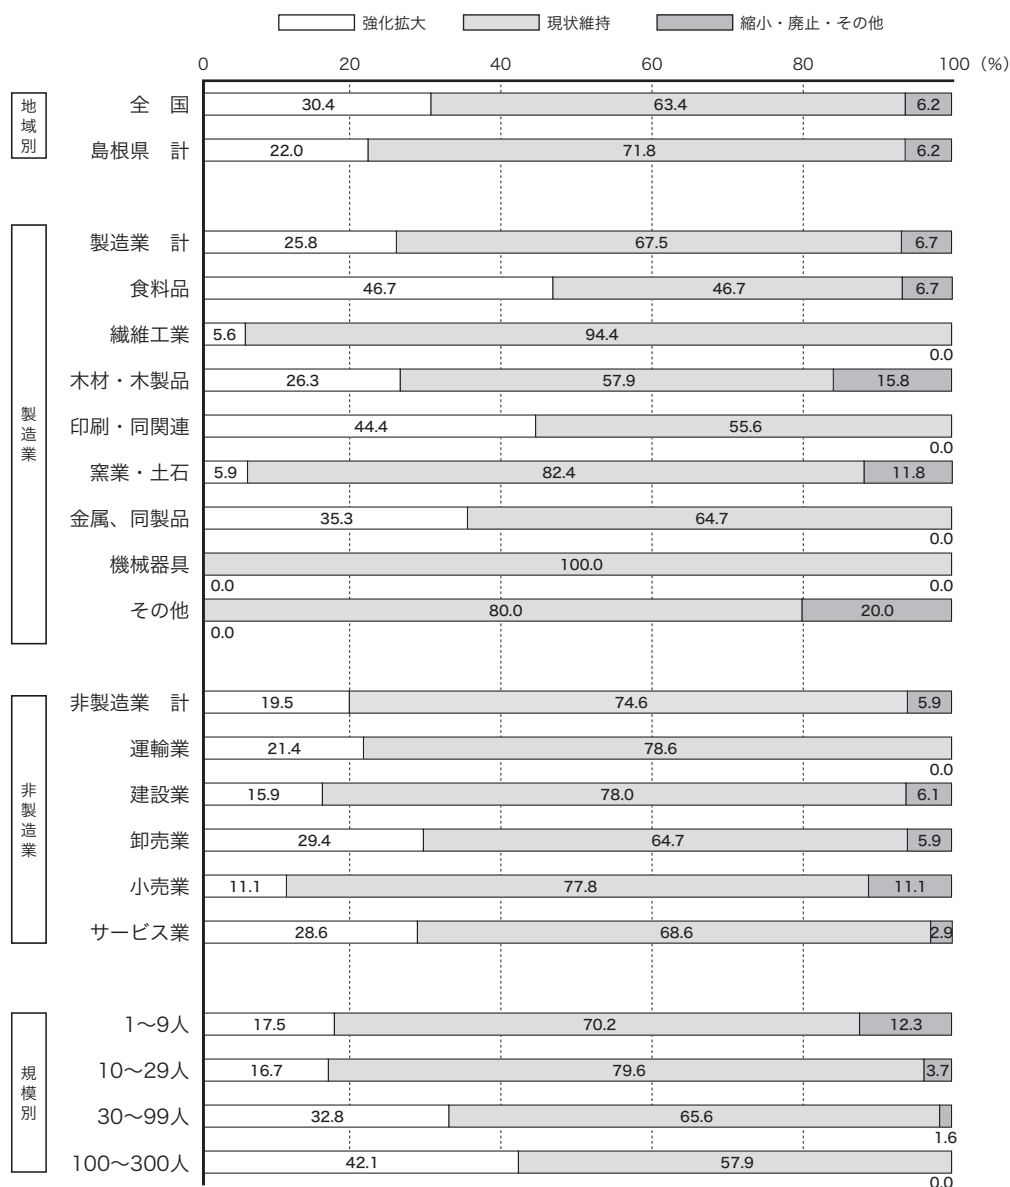 強化拡大 現状維持 縮小・廃止・その他
0 20 40 60 80 100 (%)
地域別
全 国 30.4 63.4 6.2
島根県 計 22.0 71.8 6.2
製造業
製造業 計 25.8 67.5 6.7
食料品 46.7 46.7 6.7
繊維工業 5.6 94.4 0.0
木材・木製品 26.3 57.9 15.8
印刷・同関連 44.4 55.6 0.0
窯業・土石 5.9 82.4 11.8
金属、同製品 35.3 64.7 0.0
機械器具 0.0 100.0 0.0
その他 0.0 80.0 20.0
非製造業
非製造業 計 19.5 74.6 5.9
運輸業 21.4 78.6 0.0
建設業 15.9 78.0 6.1
卸売業 29.4 64.7 5.9
小売業 11.1 77.8 11.1
サービス業 28.6 68.6 2.9
規模別
1〜9人 17.5 70.2 12.3
10〜29人 16.7 79.6 3.7
30〜99人 32.8 65.6 1.6
100〜300人 42.1 57.9 0.0